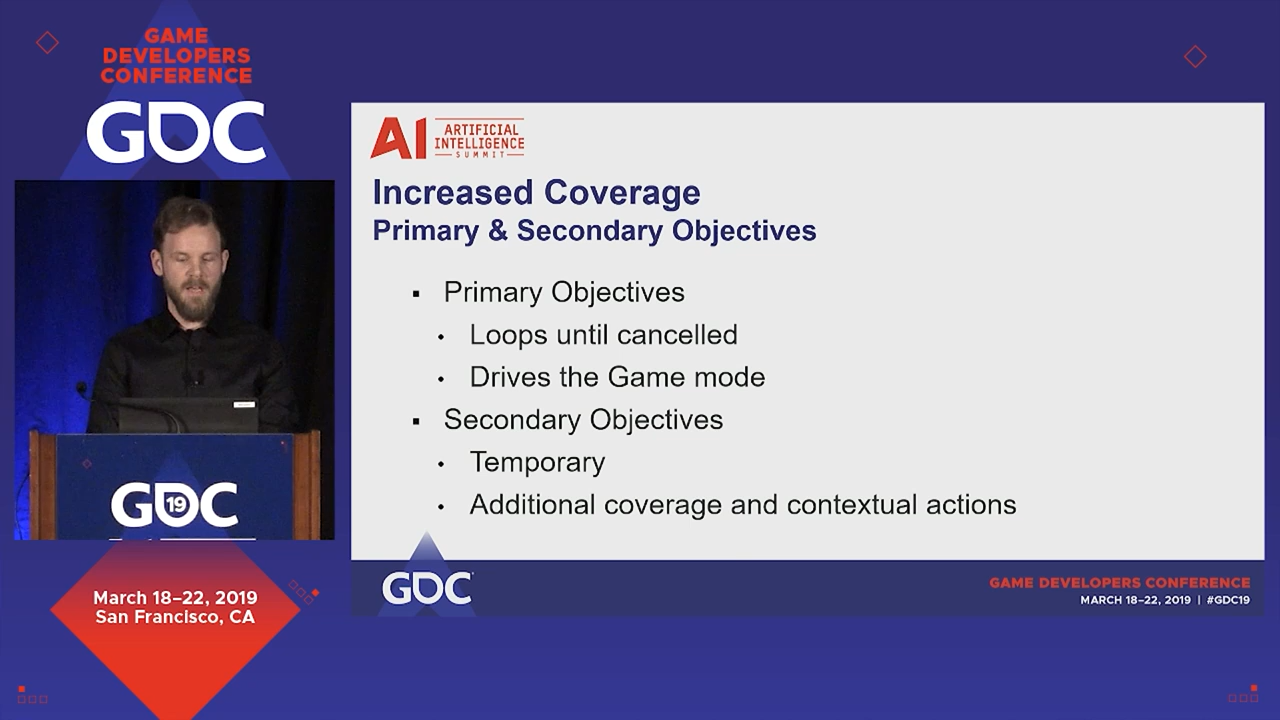 GAME
DEVELOPERS
CONFERENCE
GDC
GDC
19
March 18–22, 2019
San Francisco, CA
AI ARTIFICIAL
INTELLIGENCE
SUMMIT
Increased Coverage
Primary & Secondary Objectives
▪ Primary Objectives
• Loops until cancelled
• Drives the Game mode
▪ Secondary Objectives
• Temporary
• Additional coverage and contextual actions
GDC
GAME DEVELOPERS CONFERENCE
MARCH 18–22, 2019 | #GDC19